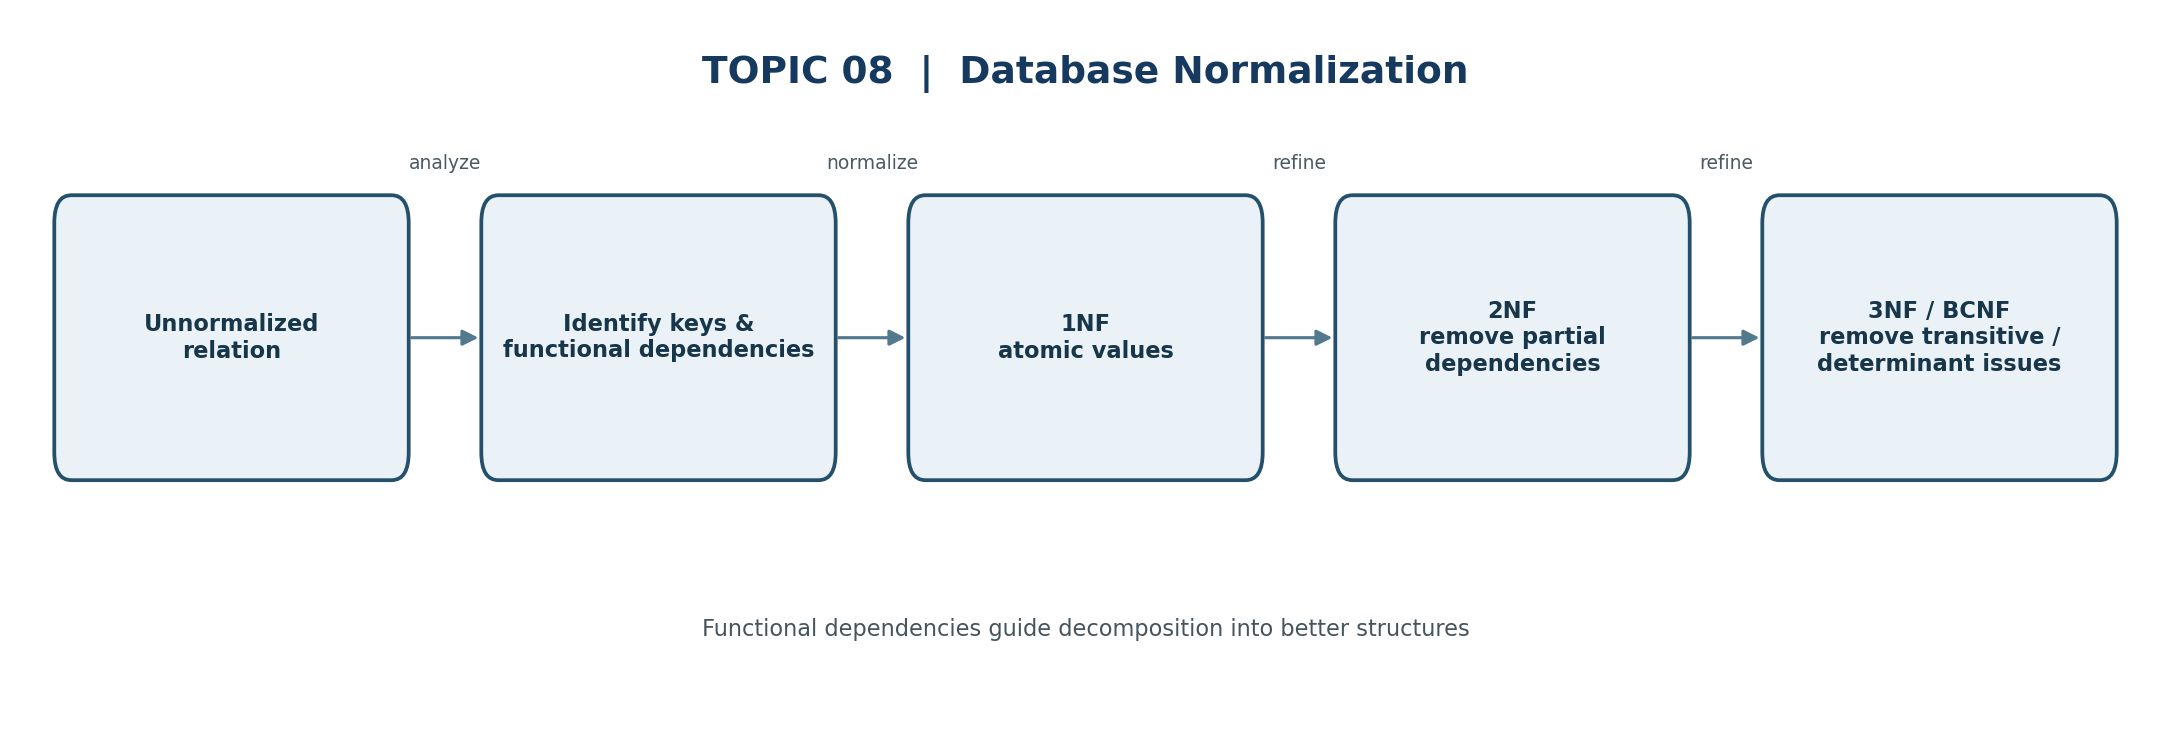 TOPIC 08 | Database Normalization
analyze
normalize
refine
refine
Unnormalized
relation
Identify keys &
functional dependencies
1NF
atomic values
2NF
remove partial
dependencies
3NF / BCNF
remove transitive /
determinant issues
Functional dependencies guide decomposition into better structures